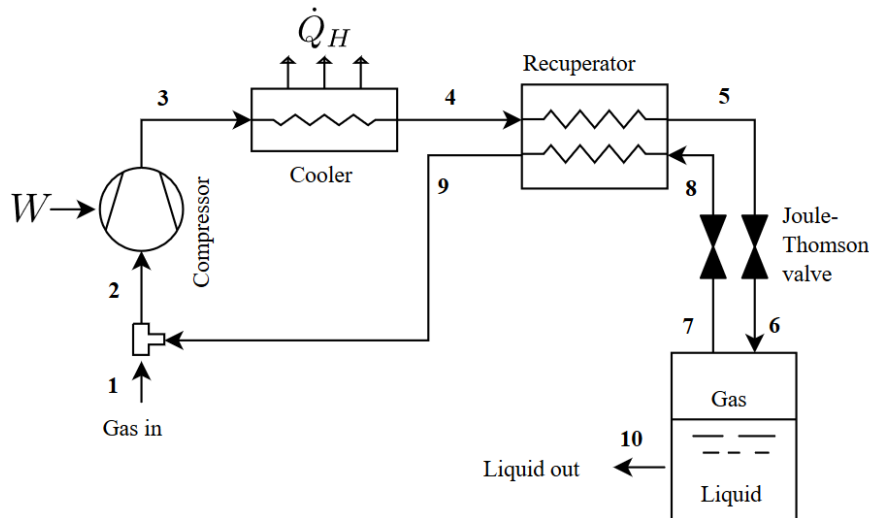 Q̇_H
Recuperator
3
4
5
Cooler
9
8
W
Compressor
Joule-
Thomson
valve
2
7
6
1
Gas in
Gas
10
Liquid out
Liquid